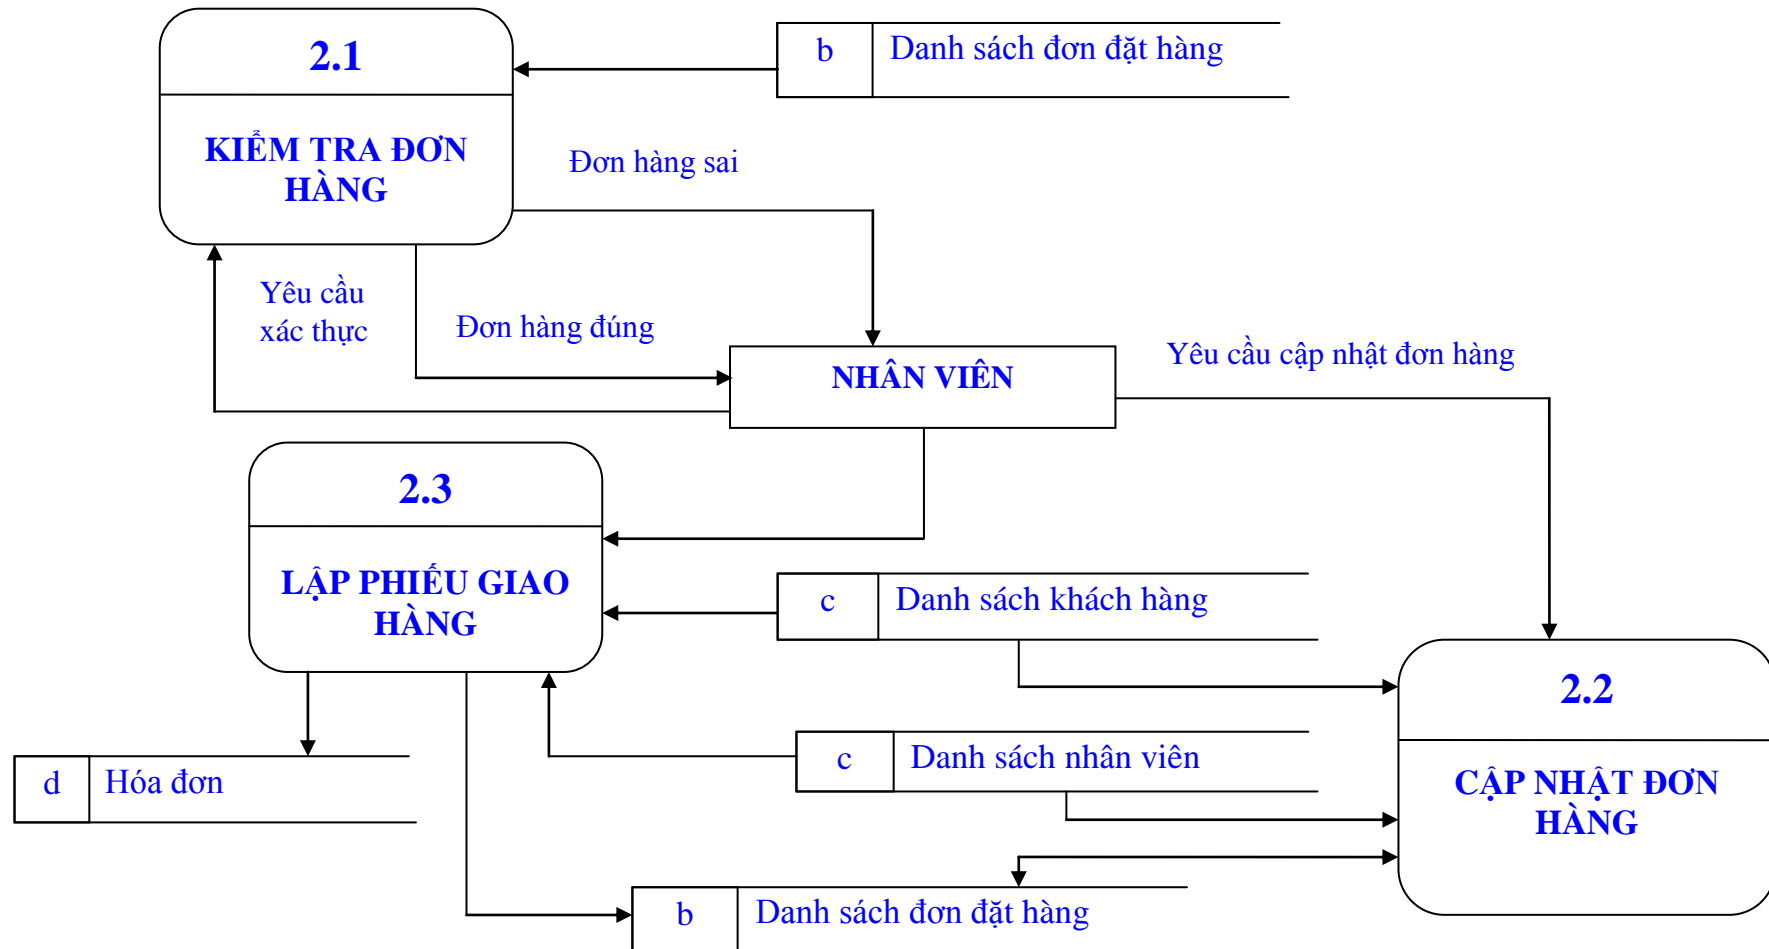 2.1
b
Danh sách đơn đặt hàng
KIỂM TRA ĐƠN
HÀNG
Đơn hàng sai
Yêu cầu
xác thực
Đơn hàng đúng
NHÂN VIÊN
Yêu cầu cập nhật đơn hàng
2.3
LẬP PHIẾU GIAO
HÀNG
c
Danh sách khách hàng
2.2
d
Hóa đơn
c
Danh sách nhân viên
CẬP NHẬT ĐƠN
HÀNG
b
Danh sách đơn đặt hàng